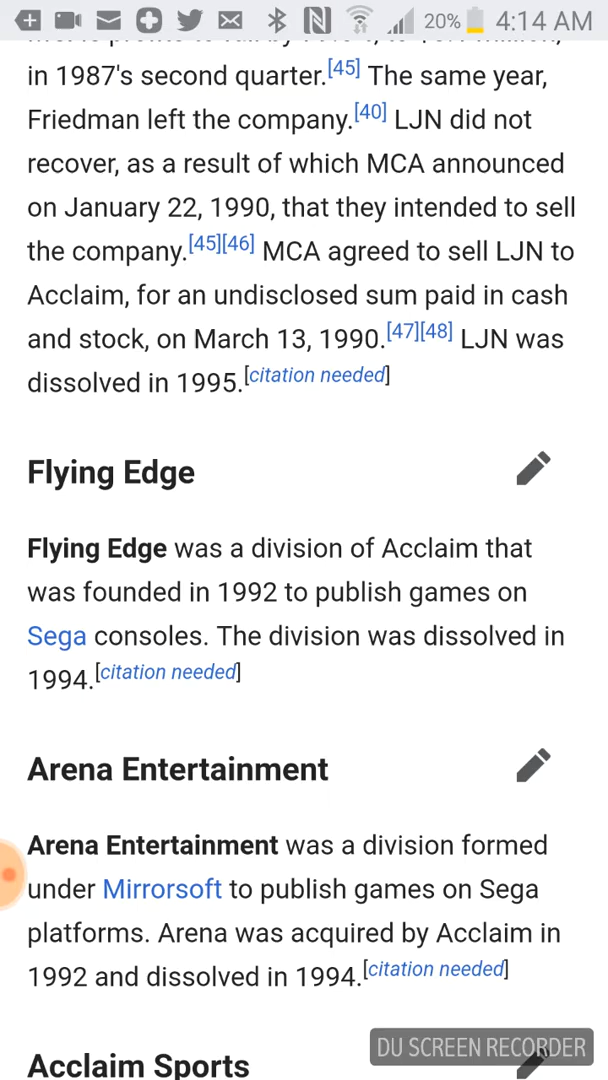 20% 4:14 AM
in 1987's second quarter.[45] The same year,
Friedman left the company.[40] LJN did not
recover, as a result of which MCA announced
on January 22, 1990, that they intended to sell
the company.[45][46] MCA agreed to sell LJN to
Acclaim, for an undisclosed sum paid in cash
and stock, on March 13, 1990.[47][48] LJN was
dissolved in 1995.[citation needed]
Flying Edge
Flying Edge was a division of Acclaim that
was founded in 1992 to publish games on
Sega consoles. The division was dissolved in
1994.[citation needed]
Arena Entertainment
Arena Entertainment was a division formed
under Mirrorsoft to publish games on Sega
platforms. Arena was acquired by Acclaim in
1992 and dissolved in 1994.[citation needed]
DU SCREEN RECORDER
Acclaim Sports